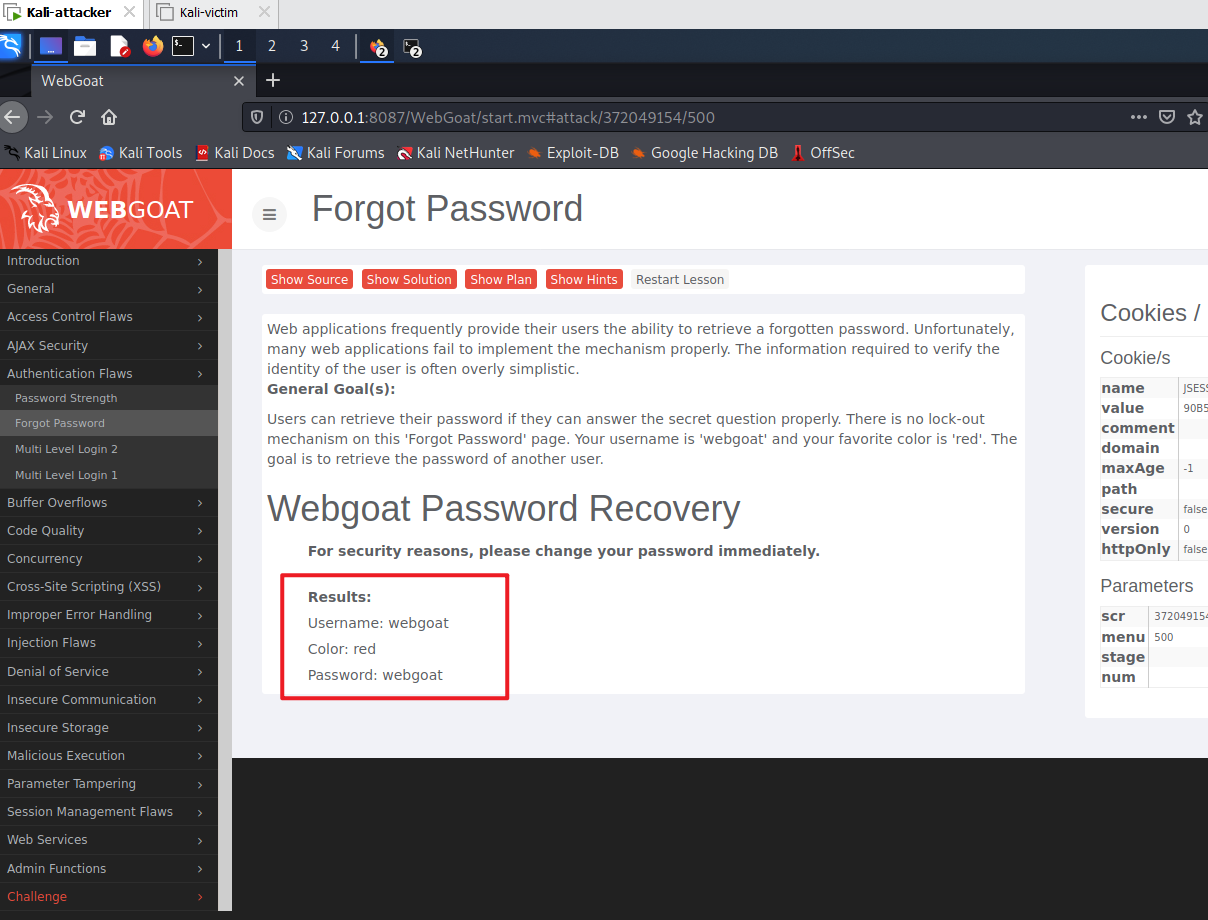 Kali-attacker
Kali-victim
1 2 3 4 2 2
WebGoat
127.0.0.1:8087/WebGoat/start.mvc#attack/372049154/500
Kali Linux Kali Tools Kali Docs Kali Forums Kali NetHunter Exploit-DB Google Hacking DB OffSec
WEBGOAT
Forgot Password
Introduction
General
Access Control Flaws
AJAX Security
Authentication Flaws
Password Strength
Forgot Password
Multi Level Login 2
Multi Level Login 1
Buffer Overflows
Code Quality
Concurrency
Cross-Site Scripting (XSS)
Improper Error Handling
Injection Flaws
Denial of Service
Insecure Communication
Insecure Storage
Malicious Execution
Parameter Tampering
Session Management Flaws
Web Services
Admin Functions
Challenge
Show Source Show Solution Show Plan Show Hints Restart Lesson
Web applications frequently provide their users the ability to retrieve a forgotten password. Unfortunately,
many web applications fail to implement the mechanism properly. The information required to verify the
identity of the user is often overly simplistic.
General Goal(s):
Users can retrieve their password if they can answer the secret question properly. There is no lock-out
mechanism on this 'Forgot Password' page. Your username is 'webgoat' and your favorite color is 'red'. The
goal is to retrieve the password of another user.
Webgoat Password Recovery
For security reasons, please change your password immediately.
Results:
Username: webgoat
Color: red
Password: webgoat
Cookies /
Cookie/s
name JSES
value 90B5
comment
domain
maxAge -1
path
secure false
version 0
httpOnly false
Parameters
scr 372049154
menu 500
stage
num